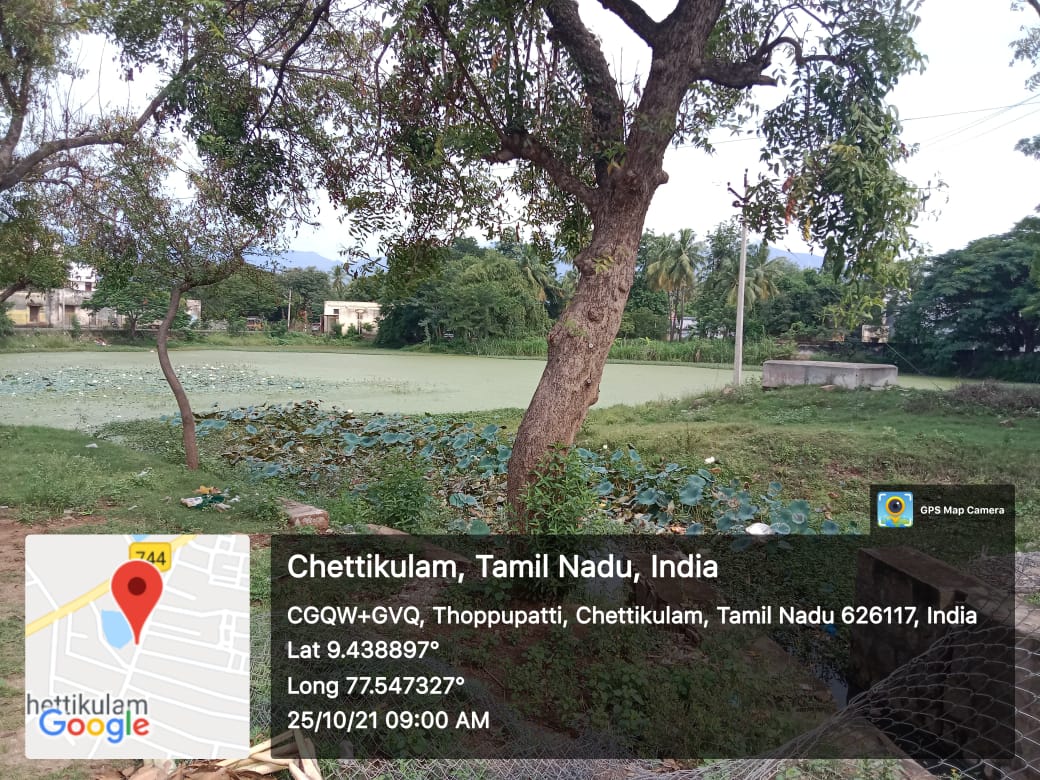 GPS Map Camera
744
hettikulam
Google
Chettikulam, Tamil Nadu, India
CGQW+GVQ, Thoppupatti, Chettikulam, Tamil Nadu 626117, India
Lat 9.438897°
Long 77.547327°
25/10/21 09:00 AM